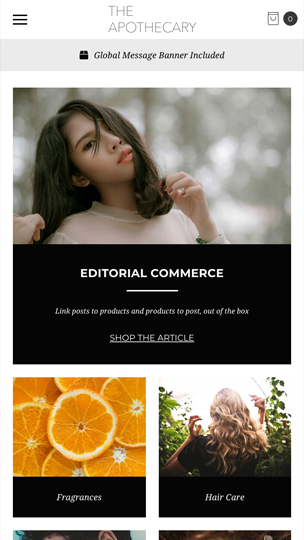 THE
APOTHECARY
0
Global Message Banner Included
EDITORIAL COMMERCE
Link posts to products and products to post, out of the box
SHOP THE ARTICLE
Fragrances
Hair Care